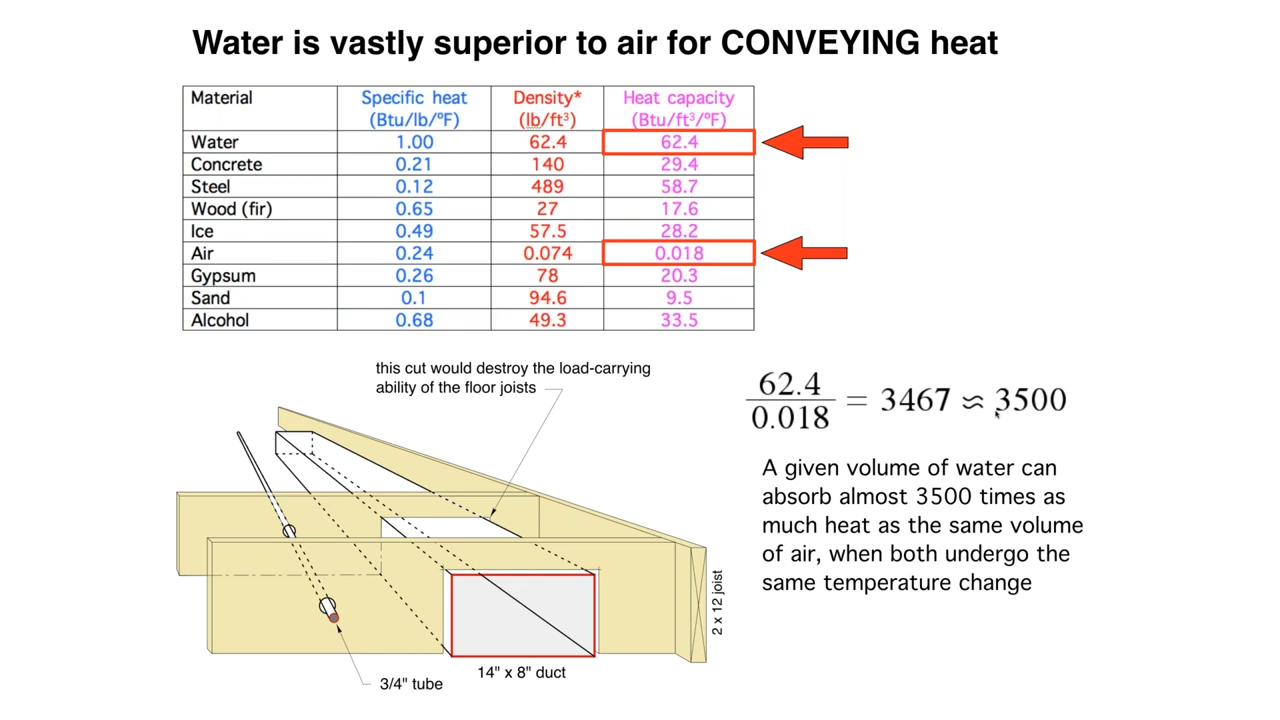 Water is vastly superior to air for CONVEYING heat
Material Specific heat Density* Heat capacity
(Btu/lb/ºF) (lb/ft³) (Btu/ft³/ºF)
Water 1.00 62.4 62.4
Concrete 0.21 140 29.4
Steel 0.12 489 58.7
Wood (fir) 0.65 27 17.6
Ice 0.49 57.5 28.2
Air 0.24 0.074 0.018
Gypsum 0.26 78 20.3
Sand 0.1 94.6 9.5
Alcohol 0.68 49.3 33.5
this cut would destroy the load-carrying
ability of the floor joists
62.4
0.018
= 3467 ≈ 3500
A given volume of water can
absorb almost 3500 times as
much heat as the same volume
of air, when both undergo the
same temperature change
2 x 12 joist
14" x 8" duct
3/4" tube